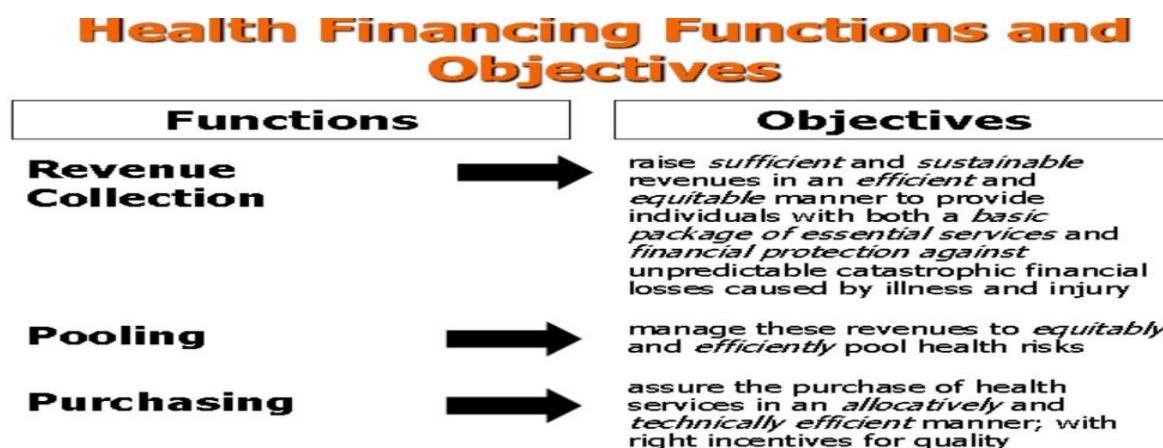 Health Financing Functions and
Objectives
Functions
Objectives
Revenue
Collection
raise sufficient and sustainable
revenues in an efficient and
equitable manner to provide
individuals with both a basic
package of essential services and
financial protection against
unpredictable catastrophic financial
losses caused by illness and injury
Pooling
manage these revenues to equitably
and efficiently pool health risks
Purchasing
assure the purchase of health
services in an allocatively and
technically efficient manner; with
right incentives for quality